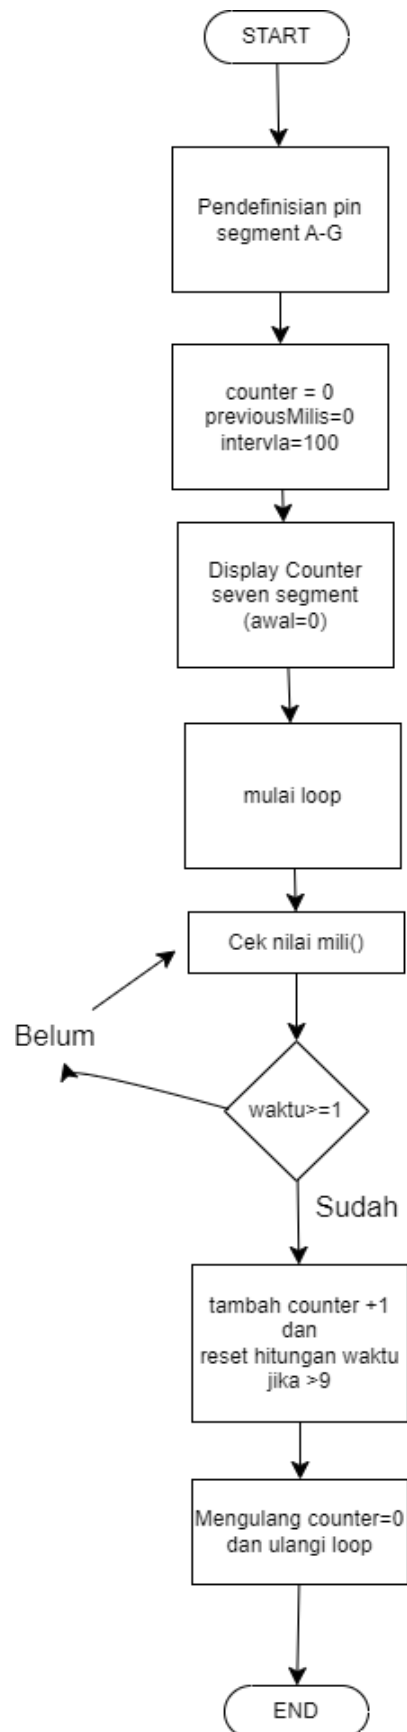 START
Pendefinisian pin
segment A-G
counter = 0
previousMilis=0
intervla=100
Display Counter
seven segment
(awal=0)
mulai loop
Cek nilai mili()
Belum
waktu>=1
Sudah
tambah counter +1
dan
reset hitungan waktu
jika >9
Mengulang counter=0
dan ulangi loop
END